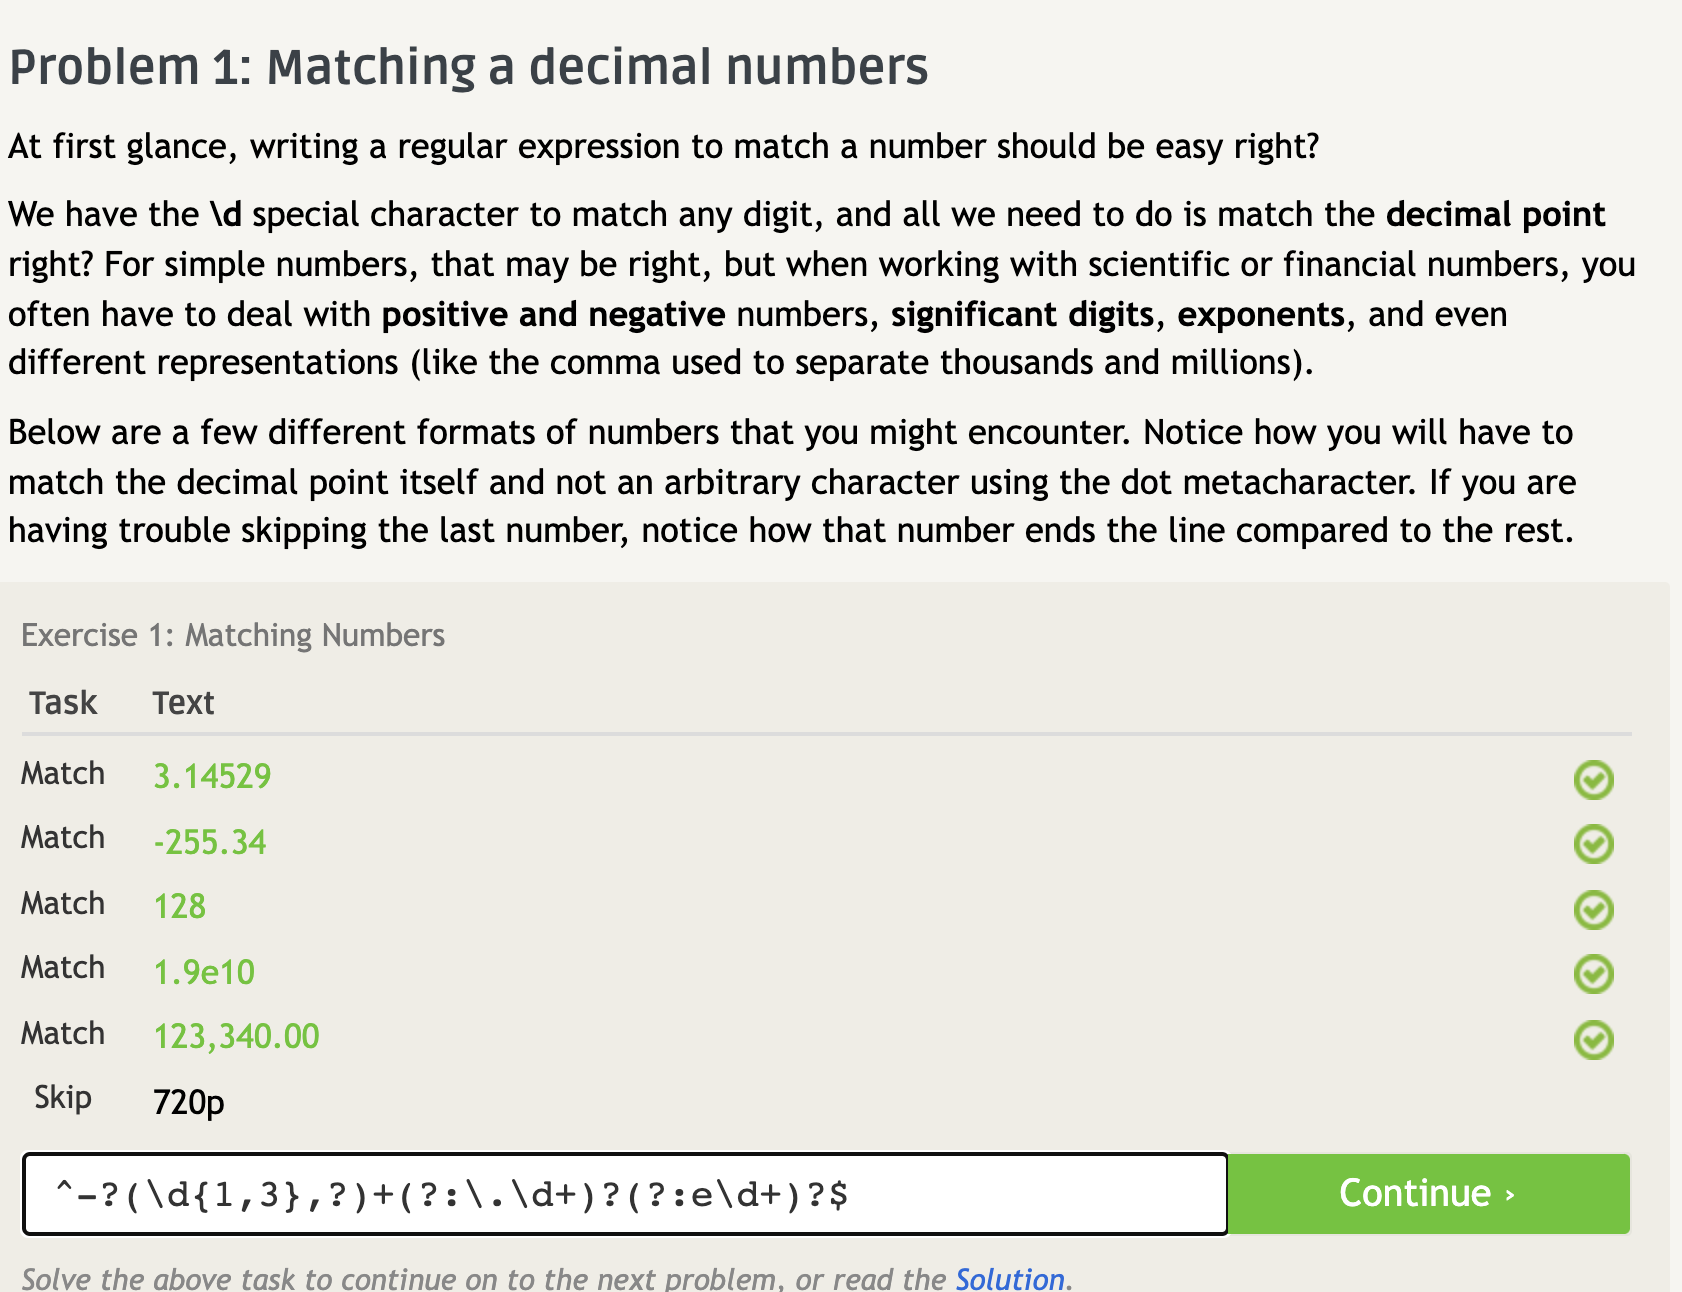 Problem 1: Matching a decimal numbers
At first glance, writing a regular expression to match a number should be easy right?
We have the \d special character to match any digit, and all we need to do is match the decimal point
right? For simple numbers, that may be right, but when working with scientific or financial numbers, you
often have to deal with positive and negative numbers, significant digits, exponents, and even
different representations (like the comma used to separate thousands and millions).
Below are a few different formats of numbers that you might encounter. Notice how you will have to
match the decimal point itself and not an arbitrary character using the dot metacharacter. If you are
having trouble skipping the last number, notice how that number ends the line compared to the rest.
Exercise 1: Matching Numbers
Task Text
Match 3.14529
Match -255.34
Match 128
Match 1.9e10
Match 123,340.00
Skip 720p
^-?(\d{1,3},?)+(?:\.\d+)?(?:e\d+)?$ Continue ›
Solve the above task to continue on to the next problem, or read the Solution.